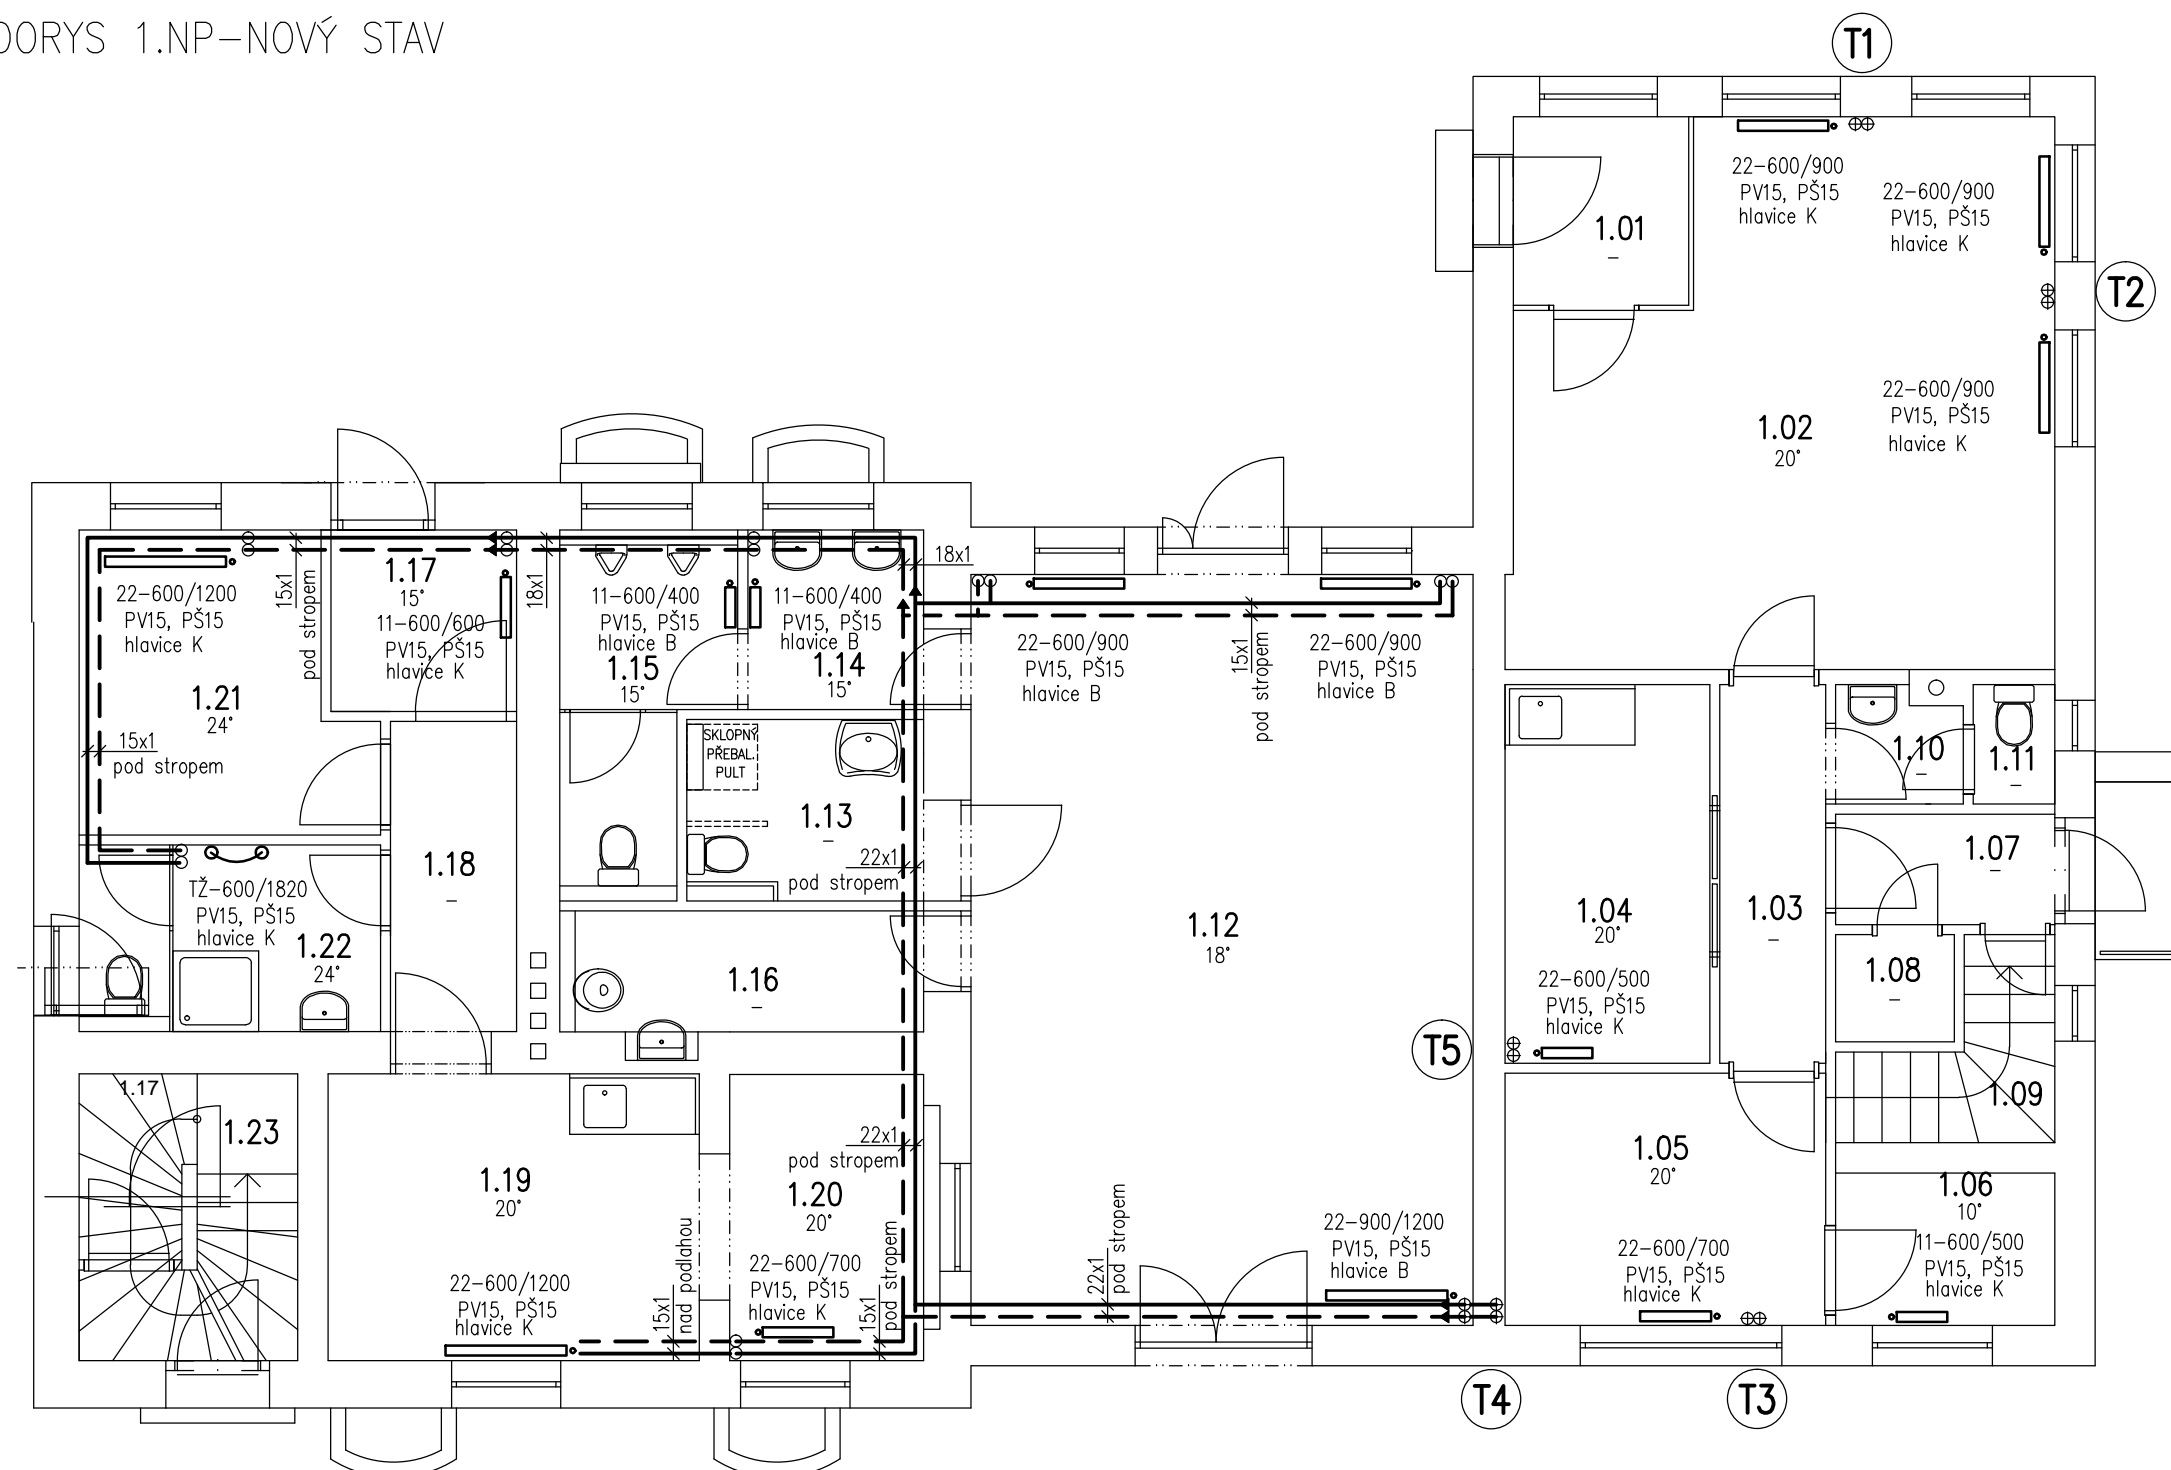 DORYS 1.NP-NOVÝ STAV
T1
22-600/900
PV15, PŠ15
hlavice K
22-600/900
PV15, PŠ15
hlavice K
1.01
-
T2
22-600/900
PV15, PŠ15
hlavice K
1.02
20°
18x1
15x1
pod stropem
1.17
15°
11-600/600
PV15, PŠ15
hlavice K
18x1
22-600/1200
PV15, PŠ15
hlavice K
1.21
24°
15x1
pod stropem
11-600/400
PV15, PŠ15
hlavice B
1.15
15°
11-600/400
PV15, PŠ15
hlavice B
1.14
15°
22-600/900
PV15, PŠ15
hlavice B
15x1
pod stropem
22-600/900
PV15, PŠ15
hlavice B
SKLOPNÝ
PŘEBAL.
PULT
1.13
-
22x1
pod stropem
1.10
-
1.11
-
1.07
-
1.18
-
TŽ-600/1820
PV15, PŠ15
hlavice K
1.22
24°
1.12
18°
1.04
20°
22-600/500
PV15, PŠ15
hlavice K
1.03
-
1.08
-
1.16
-
T5
1.09
1.17
1.23
22x1
pod stropem
1.19
20°
1.20
20°
1.05
20°
1.06
10°
22-600/1200
PV15, PŠ15
hlavice K
15x1
nad podlahou
22-600/700
PV15, PŠ15
hlavice K
15x1
pod stropem
22x1
pod stropem
22-900/1200
PV15, PŠ15
hlavice B
22-600/700
PV15, PŠ15
hlavice K
11-600/500
PV15, PŠ15
hlavice K
T4
T3